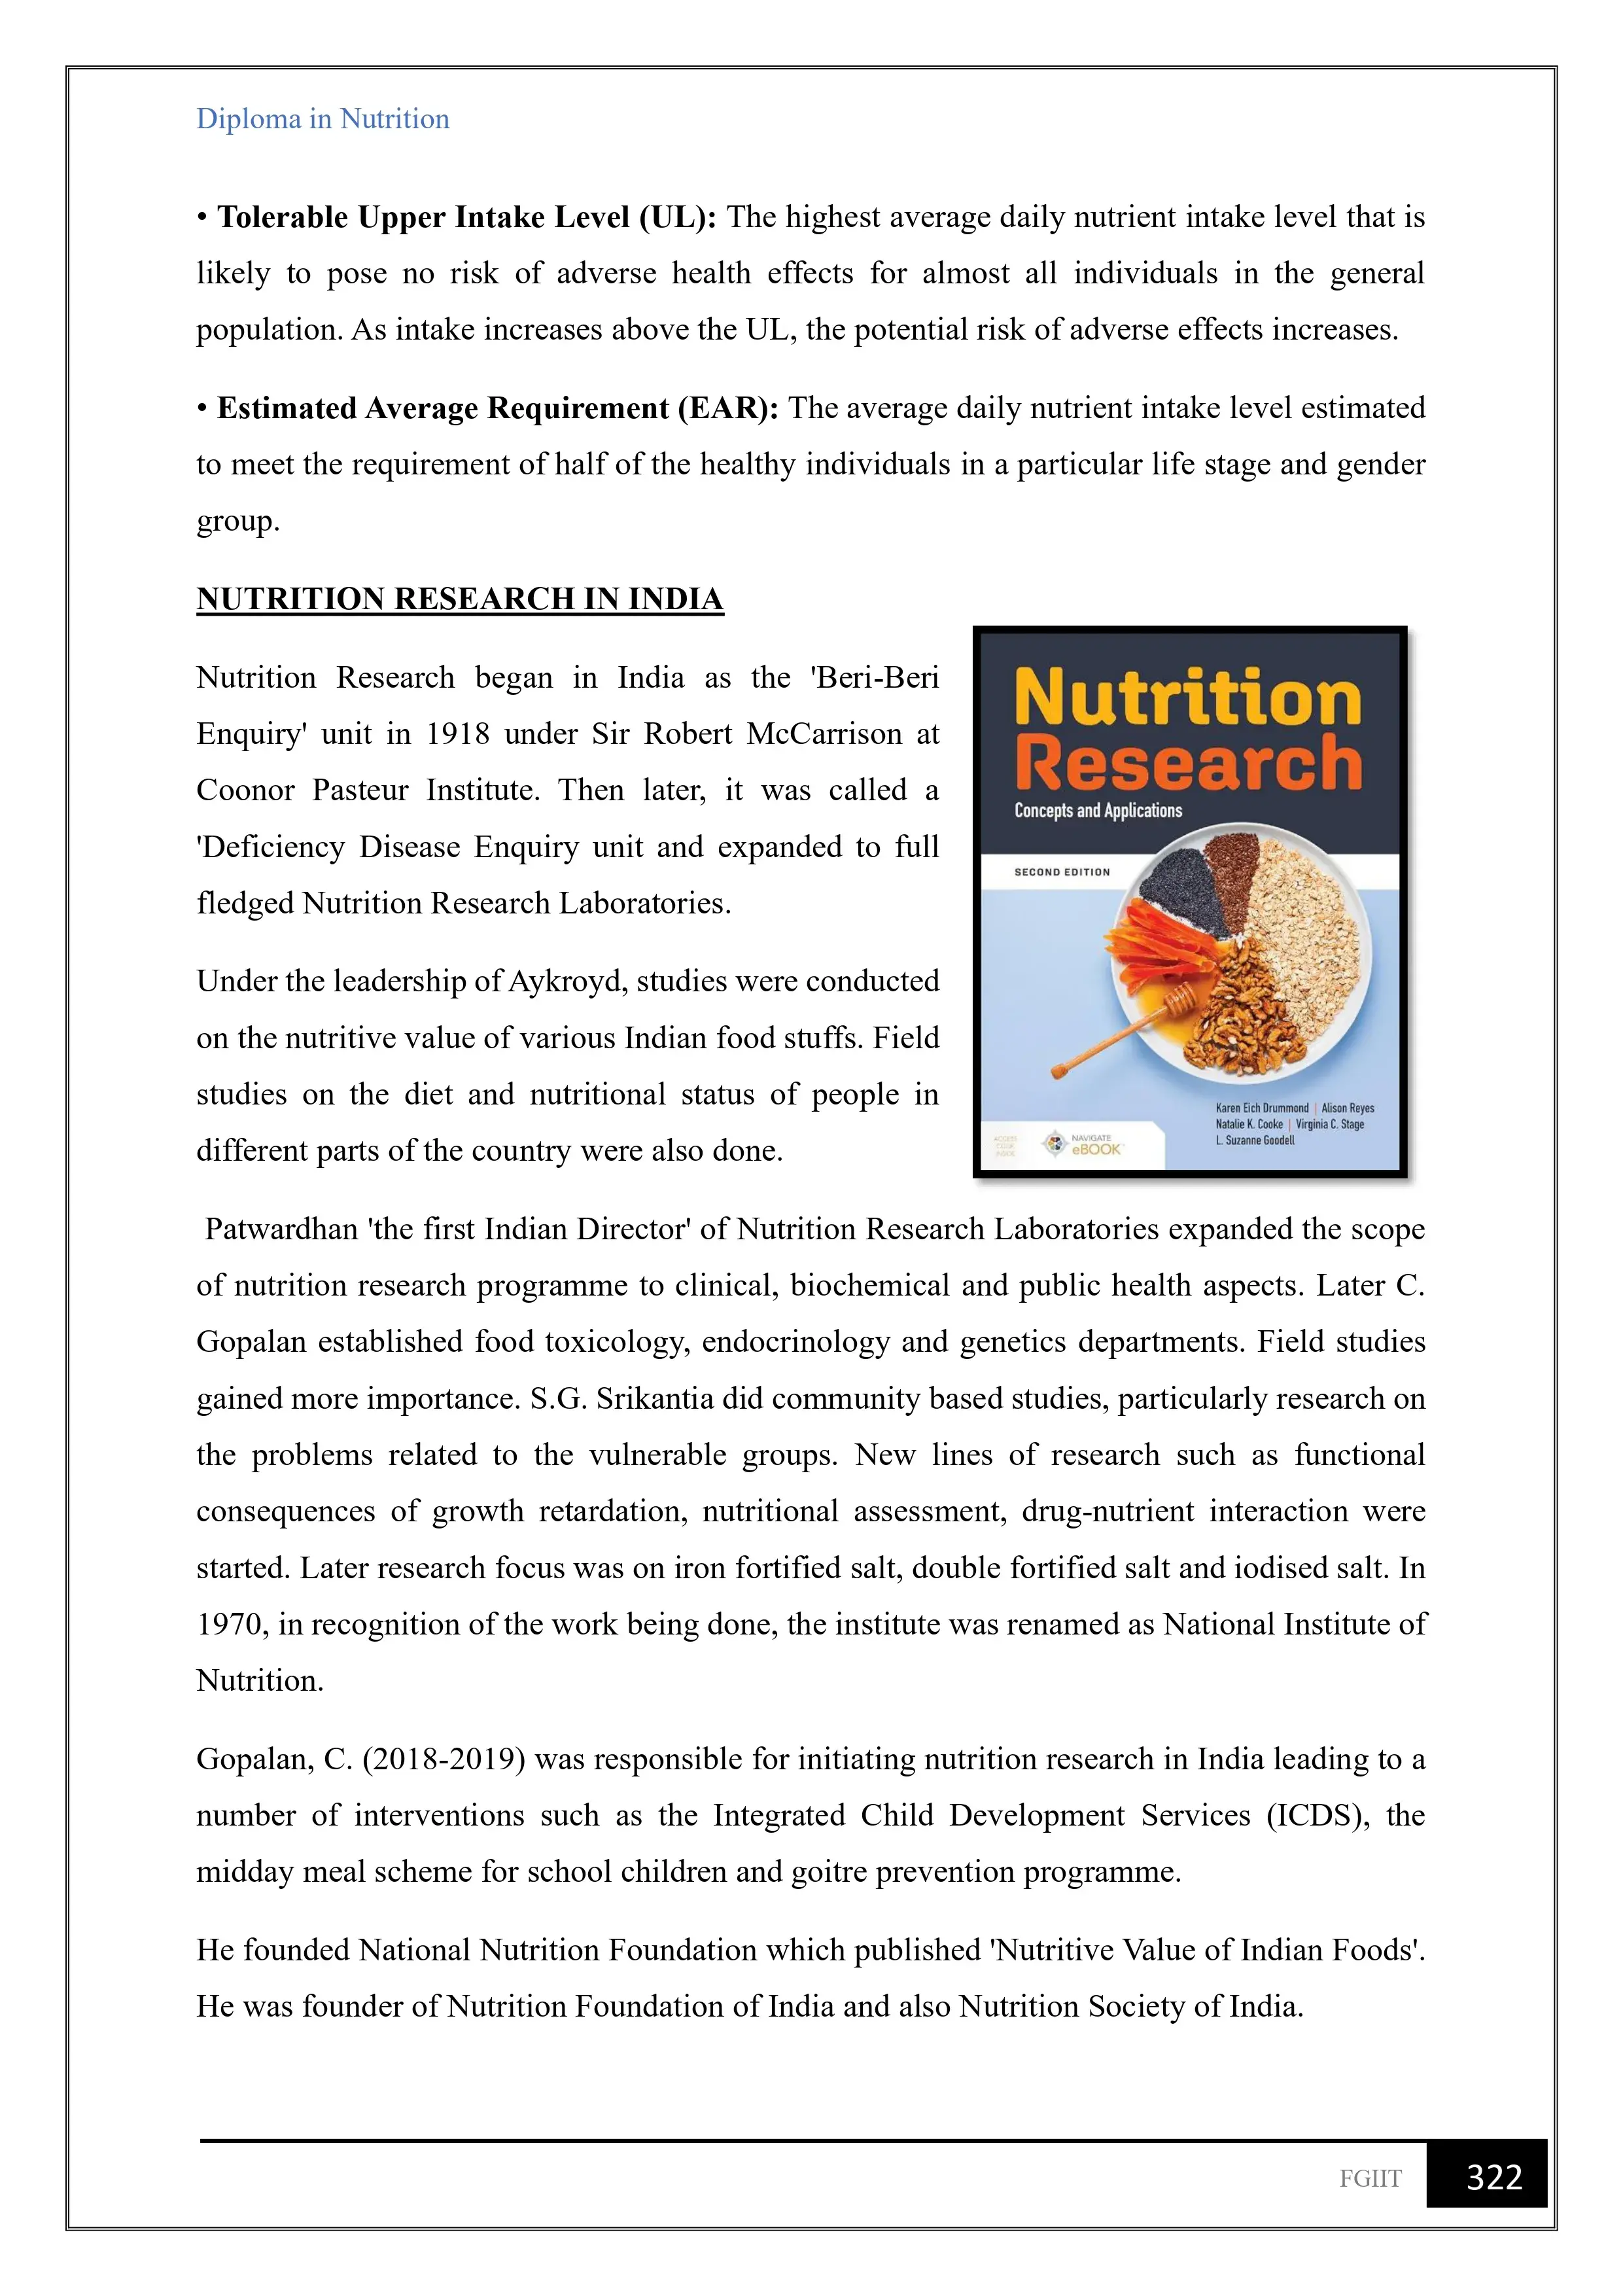 Diploma in Nutrition
• Tolerable Upper Intake Level (UL): The highest average daily nutrient intake level that is
likely to pose no risk of adverse health effects for almost all individuals in the general
population. As intake increases above the UL, the potential risk of adverse effects increases.
• Estimated Average Requirement (EAR): The average daily nutrient intake level estimated
to meet the requirement of half of the healthy individuals in a particular life stage and gender
group.
NUTRITION RESEARCH IN INDIA
Nutrition Research began in India as the 'Beri-Beri
Enquiry' unit in 1918 under Sir Robert McCarrison at
Coonor Pasteur Institute. Then later, it was called a
'Deficiency Disease Enquiry unit and expanded to full
fledged Nutrition Research Laboratories.
Under the leadership of Aykroyd, studies were conducted
on the nutritive value of various Indian food stuffs. Field
studies on the diet and nutritional status of people in
different parts of the country were also done.
Nutrition
Research
Concepts and Applications
SECOND EDITION
Karen Eich Drummond | Alison Reyes
Natalie K. Cooke | Virginia C. Stage
L. Suzanne Goodell
NAVIGATE
eBOOK
Patwardhan 'the first Indian Director' of Nutrition Research Laboratories expanded the scope
of nutrition research programme to clinical, biochemical and public health aspects. Later C.
Gopalan established food toxicology, endocrinology and genetics departments. Field studies
gained more importance. S.G. Srikantia did community based studies, particularly research on
the problems related to the vulnerable groups. New lines of research such as functional
consequences of growth retardation, nutritional assessment, drug-nutrient interaction were
started. Later research focus was on iron fortified salt, double fortified salt and iodised salt. In
1970, in recognition of the work being done, the institute was renamed as National Institute of
Nutrition.
Gopalan, C. (2018-2019) was responsible for initiating nutrition research in India leading to a
number of interventions such as the Integrated Child Development Services (ICDS), the
midday meal scheme for school children and goitre prevention programme.
He founded National Nutrition Foundation which published 'Nutritive Value of Indian Foods'.
He was founder of Nutrition Foundation of India and also Nutrition Society of India.
FGIIT
322